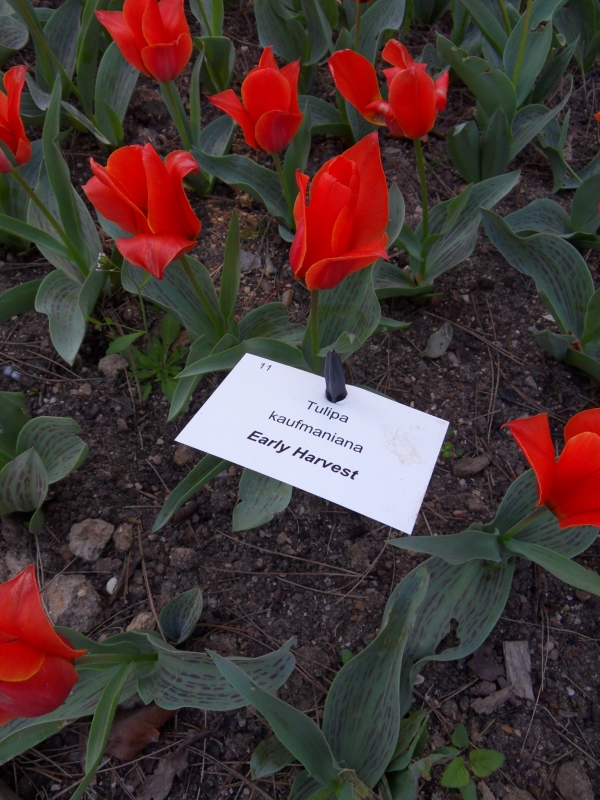 11
Tulipa
kaufmaniana
Early Harvest